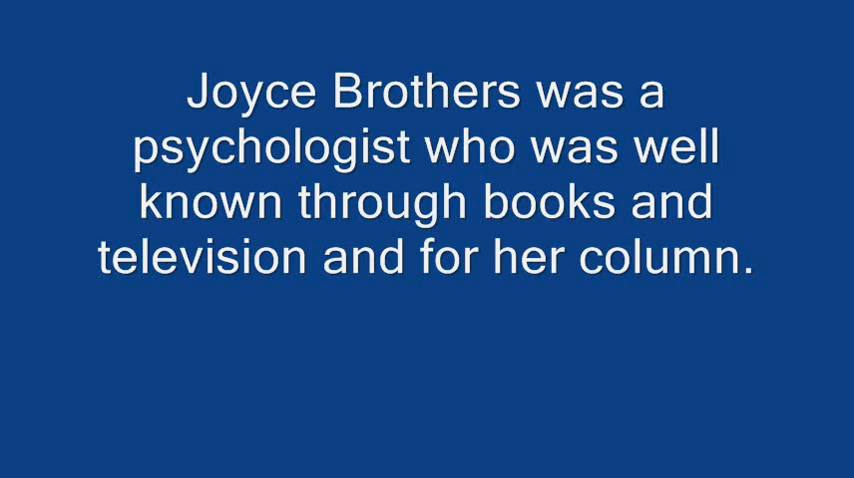 Joyce Brothers was a
psychologist who was well
known through books and
television and for her column.